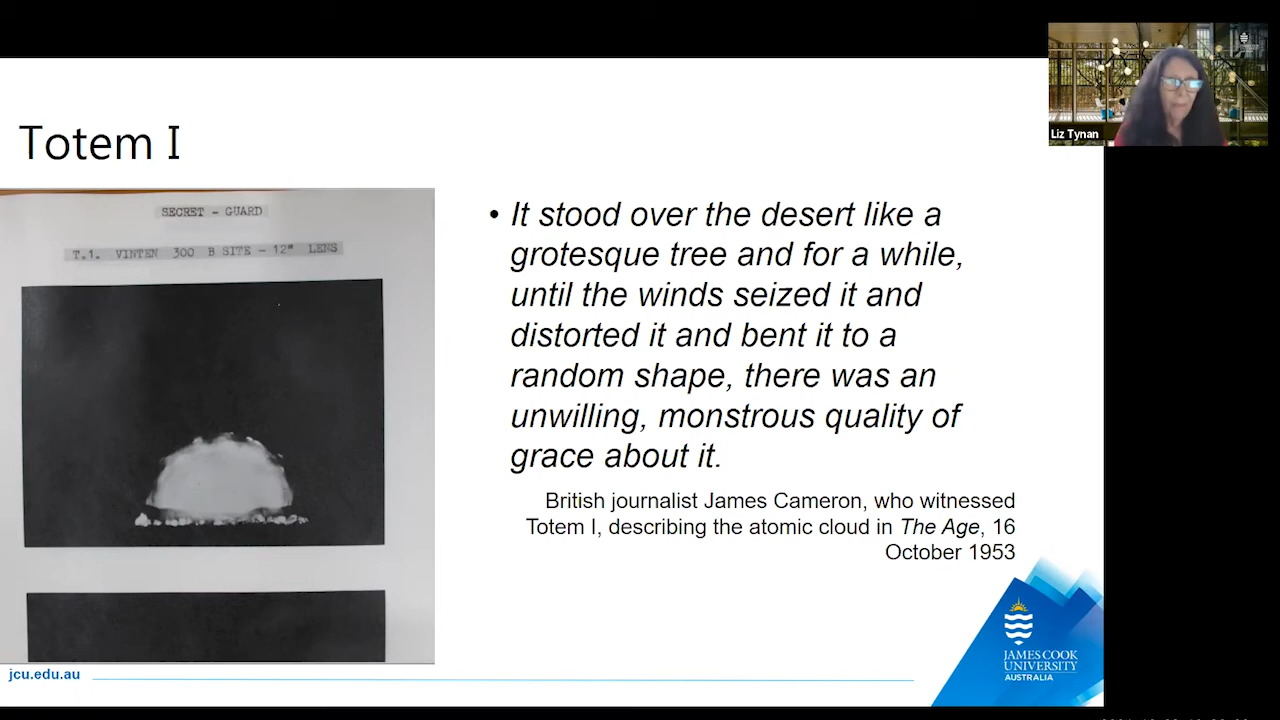 Totem I
SECRET - GUARD
T.1. VINTEN 300 B SITE - 12" LENS
• It stood over the desert like a
grotesque tree and for a while,
until the winds seized it and
distorted it and bent it to a
random shape, there was an
unwilling, monstrous quality of
grace about it.
British journalist James Cameron, who witnessed
Totem I, describing the atomic cloud in The Age, 16
October 1953
jcu.edu.au
JAMES COOK
UNIVERSITY
AUSTRALIA
Liz Tynan